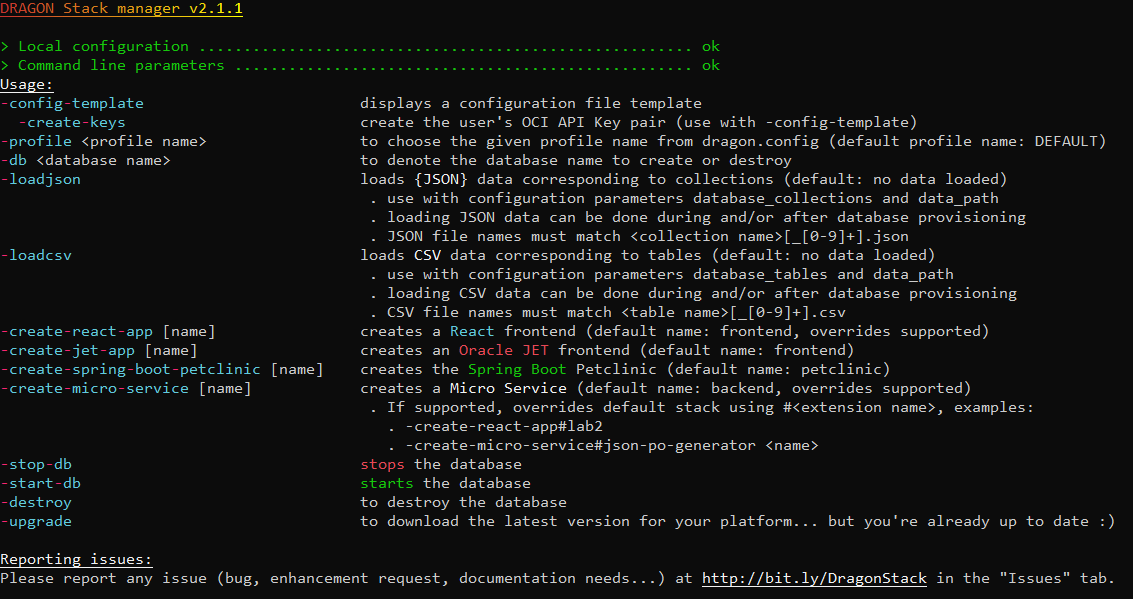 DRAGON Stack manager v2.1.1
> Local configuration ....................................................... ok
> Command line parameters ................................................... ok
Usage:
-config-template displays a configuration file template
-create-keys create the user's OCI API Key pair (use with -config-template)
-profile <profile name> to choose the given profile name from dragon.config (default profile name: DEFAULT)
-db <database name> to denote the database name to create or destroy
-loadjson loads {JSON} data corresponding to collections (default: no data loaded)
. use with configuration parameters database_collections and data_path
. loading JSON data can be done during and/or after database provisioning
. JSON file names must match <collection name>[_[0-9]+].json
-loadcsv loads CSV data corresponding to tables (default: no data loaded)
. use with configuration parameters database_tables and data_path
. loading CSV data can be done during and/or after database provisioning
. CSV file names must match <table name>[_[0-9]+].csv
-create-react-app [name] creates a React frontend (default name: frontend, overrides supported)
-create-jet-app [name] creates an Oracle JET frontend (default name: frontend)
-create-spring-boot-petclinic [name] creates the Spring Boot Petclinic (default name: petclinic)
-create-micro-service [name] creates a Micro Service (default name: backend, overrides supported)
. If supported, overrides default stack using #<extension name>, examples:
. -create-react-app#lab2
. -create-micro-service#json-po-generator <name>
-stop-db stops the database
-start-db starts the database
-destroy to destroy the database
-upgrade to download the latest version for your platform... but you're already up to date :)
Reporting issues:
Please report any issue (bug, enhancement request, documentation needs...) at http://bit.ly/DragonStack in the "Issues" tab.